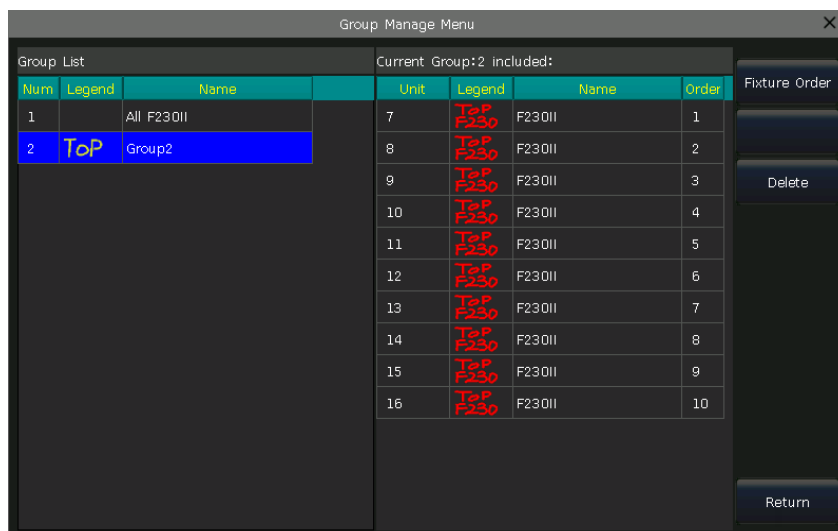 Group Manage Menu ×
Group List
Num Legend Name
1 All F230II
2 ToP Group2
Current Group:2 included:
Unit Legend Name Order
7 ToP F230 F230II 1
8 ToP F230 F230II 2
9 ToP F230 F230II 3
10 ToP F230 F230II 4
11 ToP F230 F230II 5
12 ToP F230 F230II 6
13 ToP F230 F230II 7
14 ToP F230 F230II 8
15 ToP F230 F230II 9
16 ToP F230 F230II 10
Fixture Order
Delete
Return